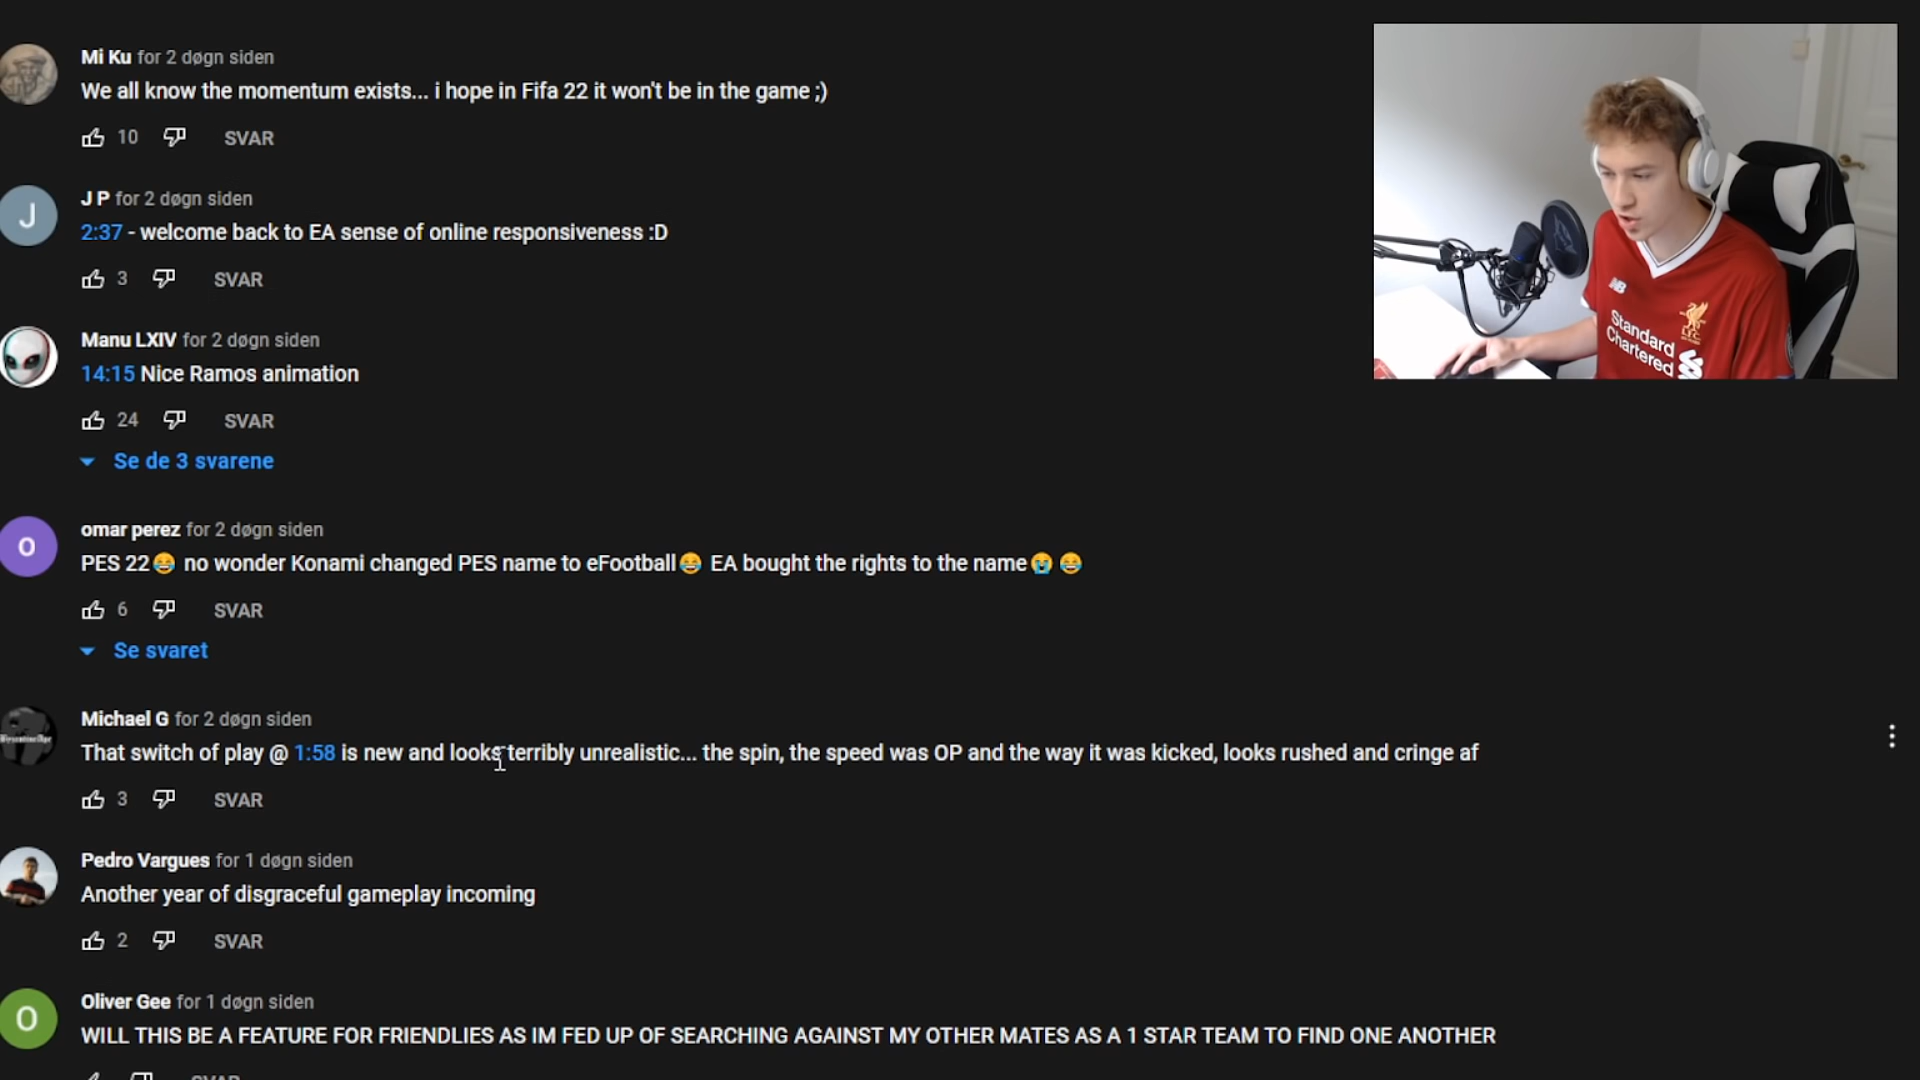 Mi Ku for 2 døgn siden
We all know the momentum exists... i hope in Fifa 22 it won't be in the game ;)
10 SVAR
J
J P for 2 døgn siden
2:37 - welcome back to EA sense of online responsiveness :D
3 SVAR
Manu LXIV for 2 døgn siden
14:15 Nice Ramos animation
24 SVAR
Se de 3 svarene
o
omar perez for 2 døgn siden
PES 22😂 no wonder Konami changed PES name to eFootball😂 EA bought the rights to the name😭 😂
6 SVAR
Se svaret
Michael G for 2 døgn siden
That switch of play @ 1:58 is new and looks terribly unrealistic... the spin, the speed was OP and the way it was kicked, looks rushed and cringe af
3 SVAR
Pedro Vargues for 1 døgn siden
Another year of disgraceful gameplay incoming
2 SVAR
O
Oliver Gee for 1 døgn siden
WILL THIS BE A FEATURE FOR FRIENDLIES AS IM FED UP OF SEARCHING AGAINST MY OTHER MATES AS A 1 STAR TEAM TO FIND ONE ANOTHER
SVAR
NB
L.F.C.
Standard
Chartered